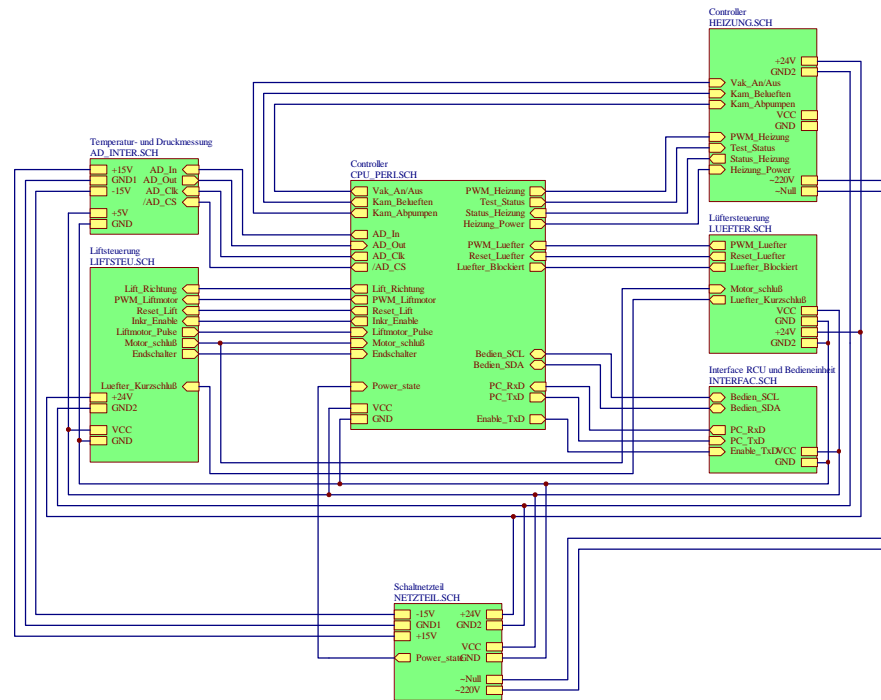 Controller
HEIZUNG.SCH
+24V
GND2
Vak_An/Aus
Kam_Belueften
Kam_Abpumpen
VCC
GND
PWM_Heizung
Test_Status
Status_Heizung
Heizung_Power
~220V
~Null
Temperatur- und Druckmessung
AD_INTER.SCH
+15V
AD_In
GND1
AD_Out
-15V
AD_Clk
/AD_CS
+5V
GND
Controller
CPU_PERI.SCH
Vak_An/Aus
PWM_Heizung
Kam_Belueften
Test_Status
Kam_Abpumpen
Status_Heizung
Heizung_Power
AD_In
AD_Out
PWM_Luefter
AD_Clk
Reset_Luefter
/AD_CS
Luefter_Blockiert
Lift_Richtung
PWM_Liftmotor
Reset_Lift
Inkr_Enable
Liftmotor_Pulse
Motor_schluß
Endschalter
Bedien_SCL
Bedien_SDA
Power_state
PC_RxD
PC_TxD
VCC
GND
Enable_TxD
Lüftersteuerung
LUEFTER.SCH
PWM_Luefter
Reset_Luefter
Luefter_Blockiert
Motor_schluß
Luefter_Kurzschluß
VCC
GND
+24V
GND2
Liftsteuerung
LIFTSTEU.SCH
Lift_Richtung
PWM_Liftmotor
Reset_Lift
Inkr_Enable
Liftmotor_Pulse
Motor_schluß
Endschalter
Luefter_Kurzschluß
+24V
GND2
VCC
GND
Interface RCU und Bedieneinheit
INTERFAC.SCH
Bedien_SCL
Bedien_SDA
PC_RxD
PC_TxD
Enable_TxD
VCC
GND
Schaltnetzteil
NETZTEIL.SCH
-15V
+24V
GND1
GND2
+15V
VCC
Power_state
GND
~Null
~220V